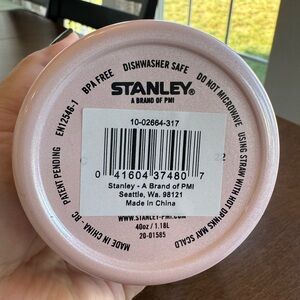 DISHWASHER SAFE
BPA FREE
EN12546-1
PATENT PENDING
MADE IN CHINA - RC
DO NOT MICROWAVE
USING STRAW WITH HOT DRINKS MAY SCALD
STANLEY®
A BRAND OF PMI
10-02664-317
0 41604 37480 7
Stanley - A Brand of PMI
Seattle, Wa. 98121
Made in China
WWW.STANLEY-PMI.COM
40oz / 1.18L
20-01585